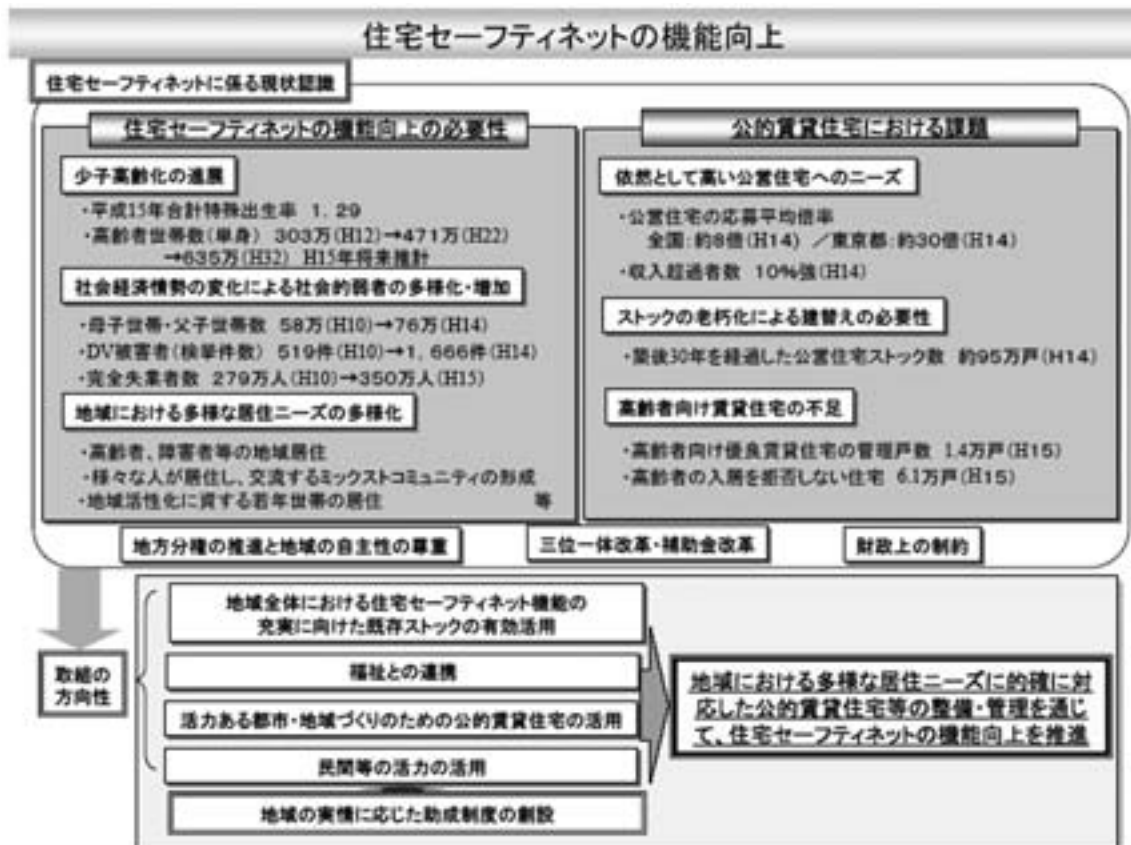 住宅セーフティネットの機能向上
住宅セーフティネットに係る現状認識
住宅セーフティネットの機能向上の必要性
少子高齢化の進展
・平成15年合計特殊出生率 1．29
・高齢者世帯数(単身) 303万(H12)→471万(H22)
→635万(H32) H15年将来推計
社会経済情勢の変化による社会的弱者の多様化・増加
・母子世帯・父子世帯数 58万(H10)→76万(H14)
・DV被害者(検挙件数) 519件(H10)→1，666件(H14)
・完全失業者数 279万人(H10)→350万人(H15)
地域における多様な居住ニーズの多様化
・高齢者、障害者等の地域居住
・様々な人が居住し、交流するミックストコミュニティの形成
・地域活性化に資する若年世帯の居住 等
公的賃貸住宅における課題
依然として高い公営住宅へのニーズ
・公営住宅の応募平均倍率
全国：約8倍(H14) ／東京都：約30倍(H14)
・収入超過者数 10%強(H14)
ストックの老朽化による建替えの必要性
・築後30年を経過した公営住宅ストック数 約95万戸(H14)
高齢者向け賃貸住宅の不足
・高齢者向け優良賃貸住宅の管理戸数 1.4万戸(H15)
・高齢者の入居を拒否しない住宅 6.1万戸(H15)
地方分権の推進と地域の自主性の尊重
三位一体改革・補助金改革
財政上の制約
取組の
方向性
地域全体における住宅セーフティネット機能の
充実に向けた既存ストックの有効活用
福祉との連携
活力ある都市・地域づくりのための公的賃貸住宅の活用
民間等の活力の活用
地域の実情に応じた助成制度の創設
地域における多様な居住ニーズに的確に対
応した公的賃貸住宅等の整備・管理を通じ
て、住宅セーフティネットの機能向上を推進